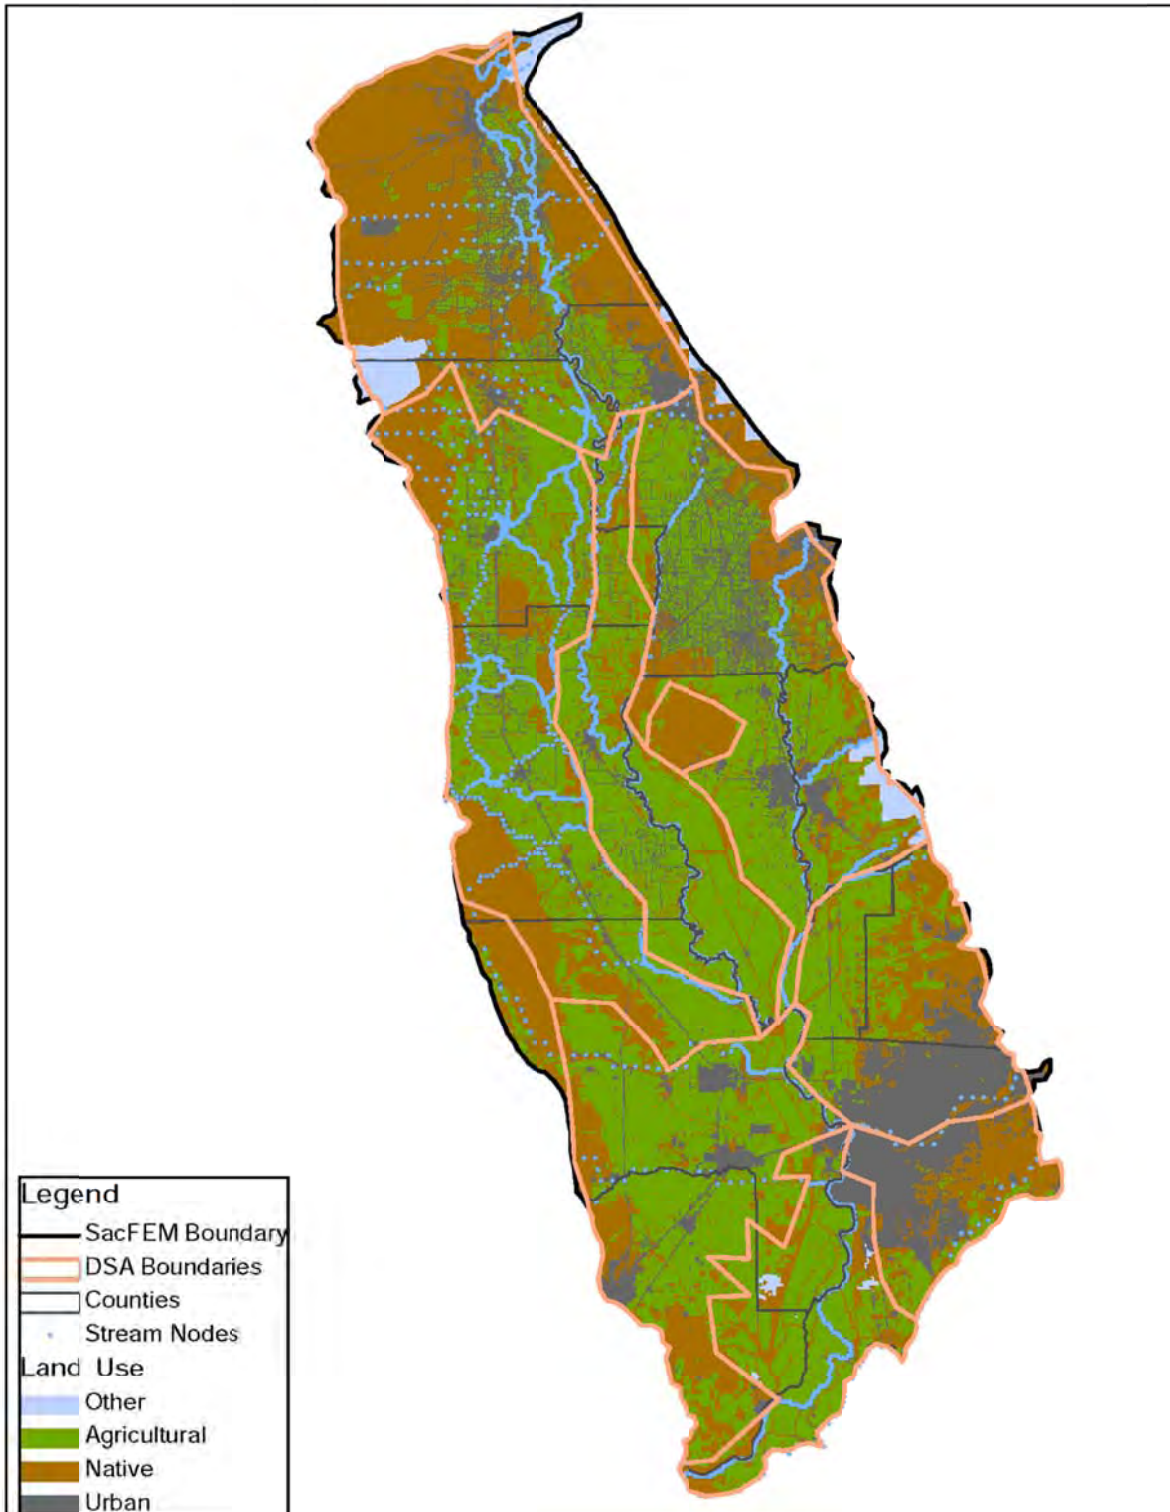 Legend
SacFEM Boundary
DSA Boundaries
Counties
Stream Nodes
Land Use
Other
Agricultural
Native
Urban